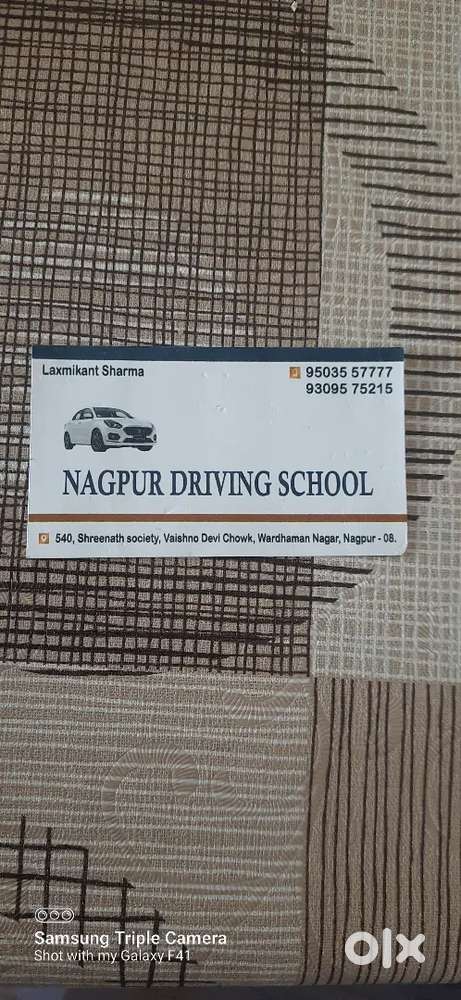 Laxmikant Sharma
95035 57777
93095 75215
NAGPUR DRIVING SCHOOL
540, Shreenath society, Vaishno Devi Chowk, Wardhaman Nagar, Nagpur - 08.
Samsung Triple Camera
Shot with my Galaxy F41
olx